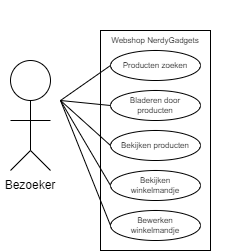 Webshop NerdyGadgets
Producten zoeken
Bladeren door
producten
Bekijken producten
Bekijken
winkelmandje
Bewerken
winkelmandje
Bezoeker